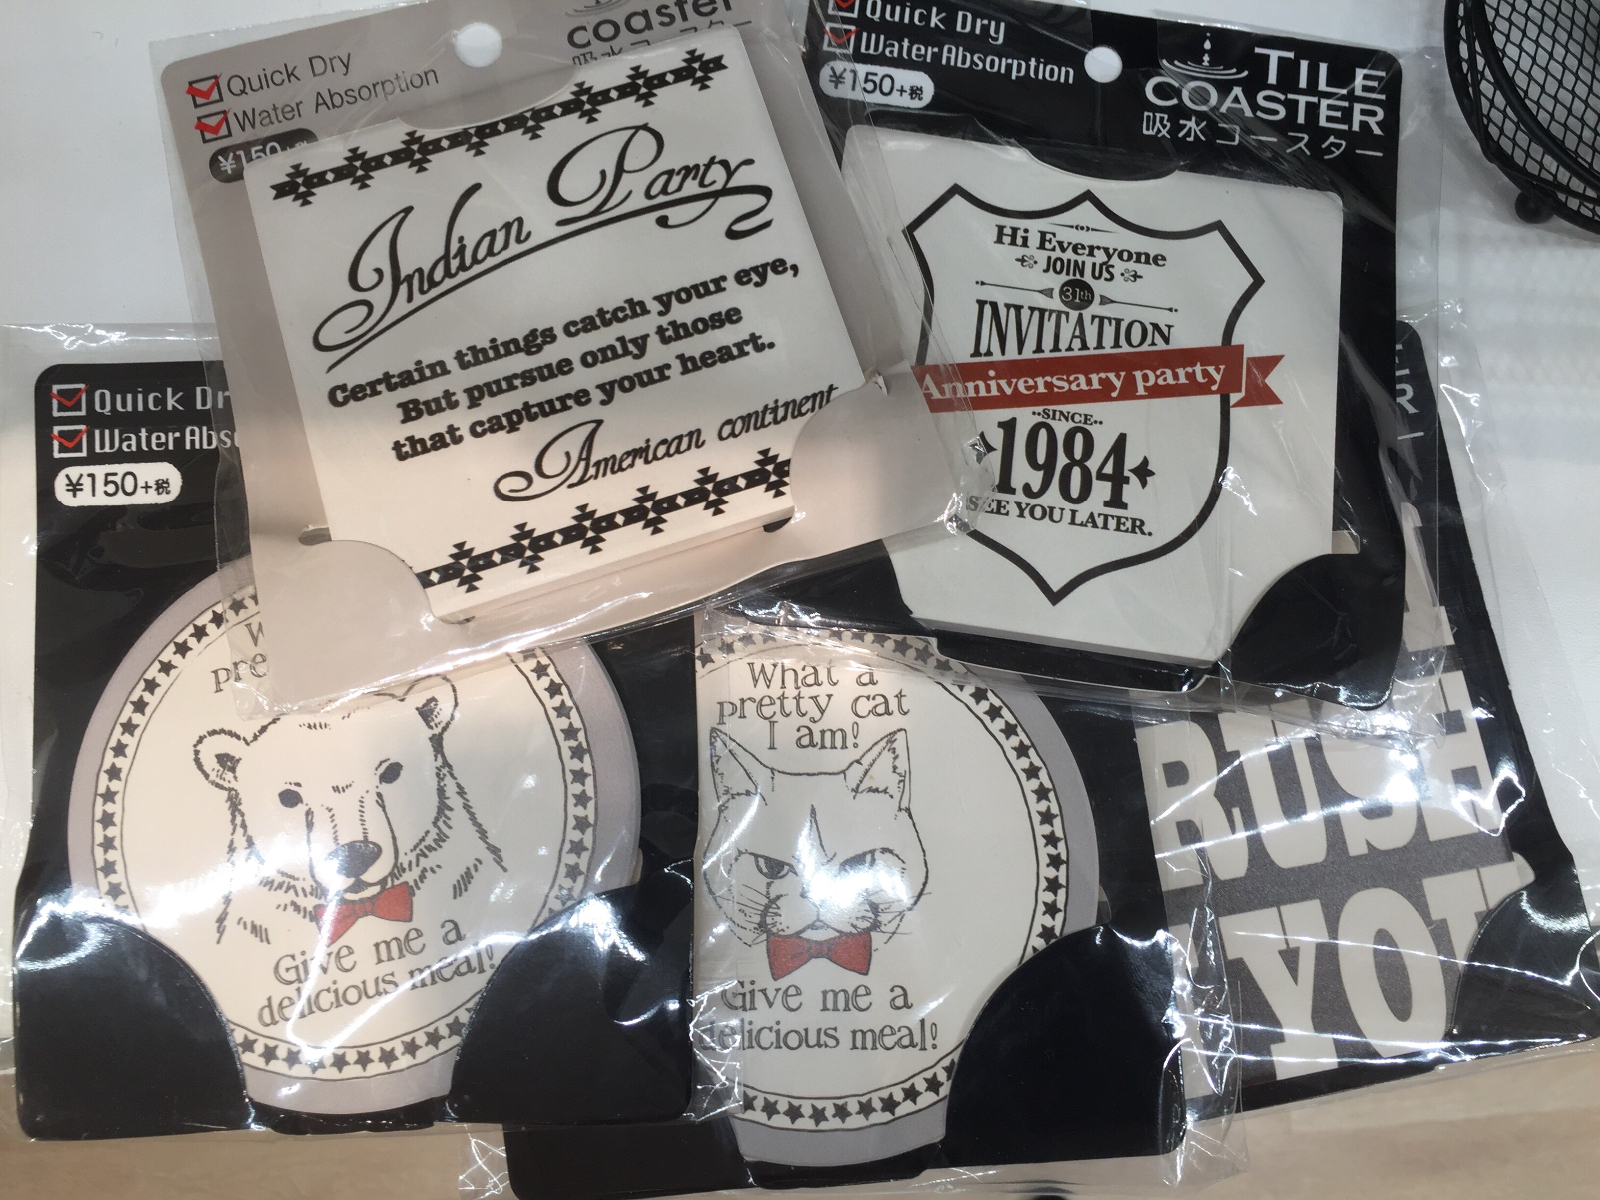 Quick Dry
Water Absorption
¥150+税
coaster
吸水コースター
Indian Party
Certain things catch your eye,
But pursue only those
that capture your heart.
American continent
Quick Dry
Water Absorption
¥150+税
TILE
COASTER
吸水コースター
Hi Everyone
JOIN US
31th
INVITATION
Anniversary party
..SINCE..
1984
SEE YOU LATER.
Quick Dr
Water Abs
¥150+税
W
pre
Give me a
delicious meal!
What a
pretty cat
I am!
Give me a
delicious meal!
R
RUSH
YOU